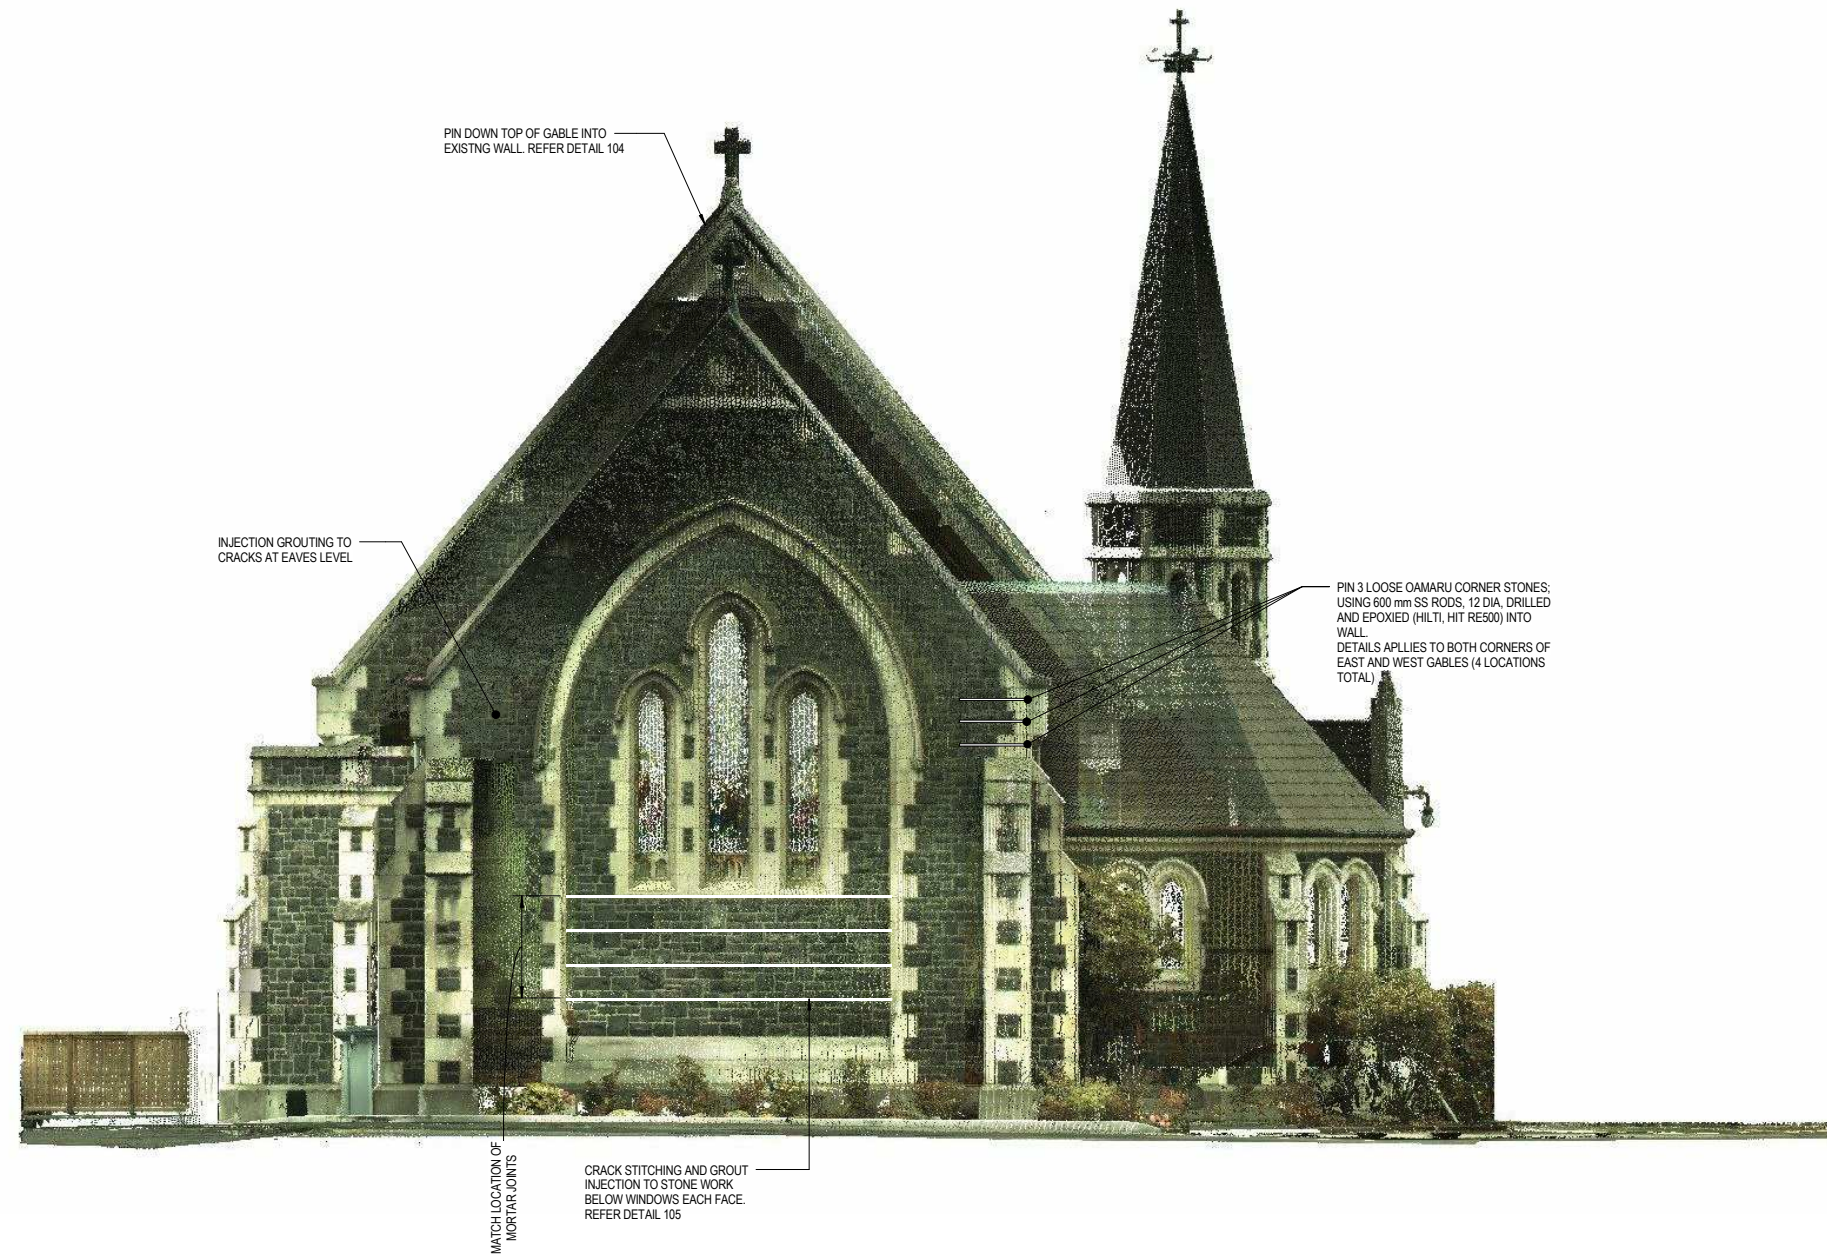 PIN DOWN TOP OF GABLE INTO
EXISTNG WALL. REFER DETAIL 104
INJECTION GROUTING TO
CRACKS AT EAVES LEVEL
PIN 3 LOOSE OAMARU CORNER STONES;
USING 600 mm SS RODS, 12 DIA, DRILLED
AND EPOXIED (HILTI, HIT RE500) INTO
WALL.
DETAILS APLLIES TO BOTH CORNERS OF
EAST AND WEST GABLES (4 LOCATIONS
TOTAL)
MATCH LOCATION OF
MORTAR JOINTS
CRACK STITCHING AND GROUT
INJECTION TO STONE WORK
BELOW WINDOWS EACH FACE.
REFER DETAIL 105